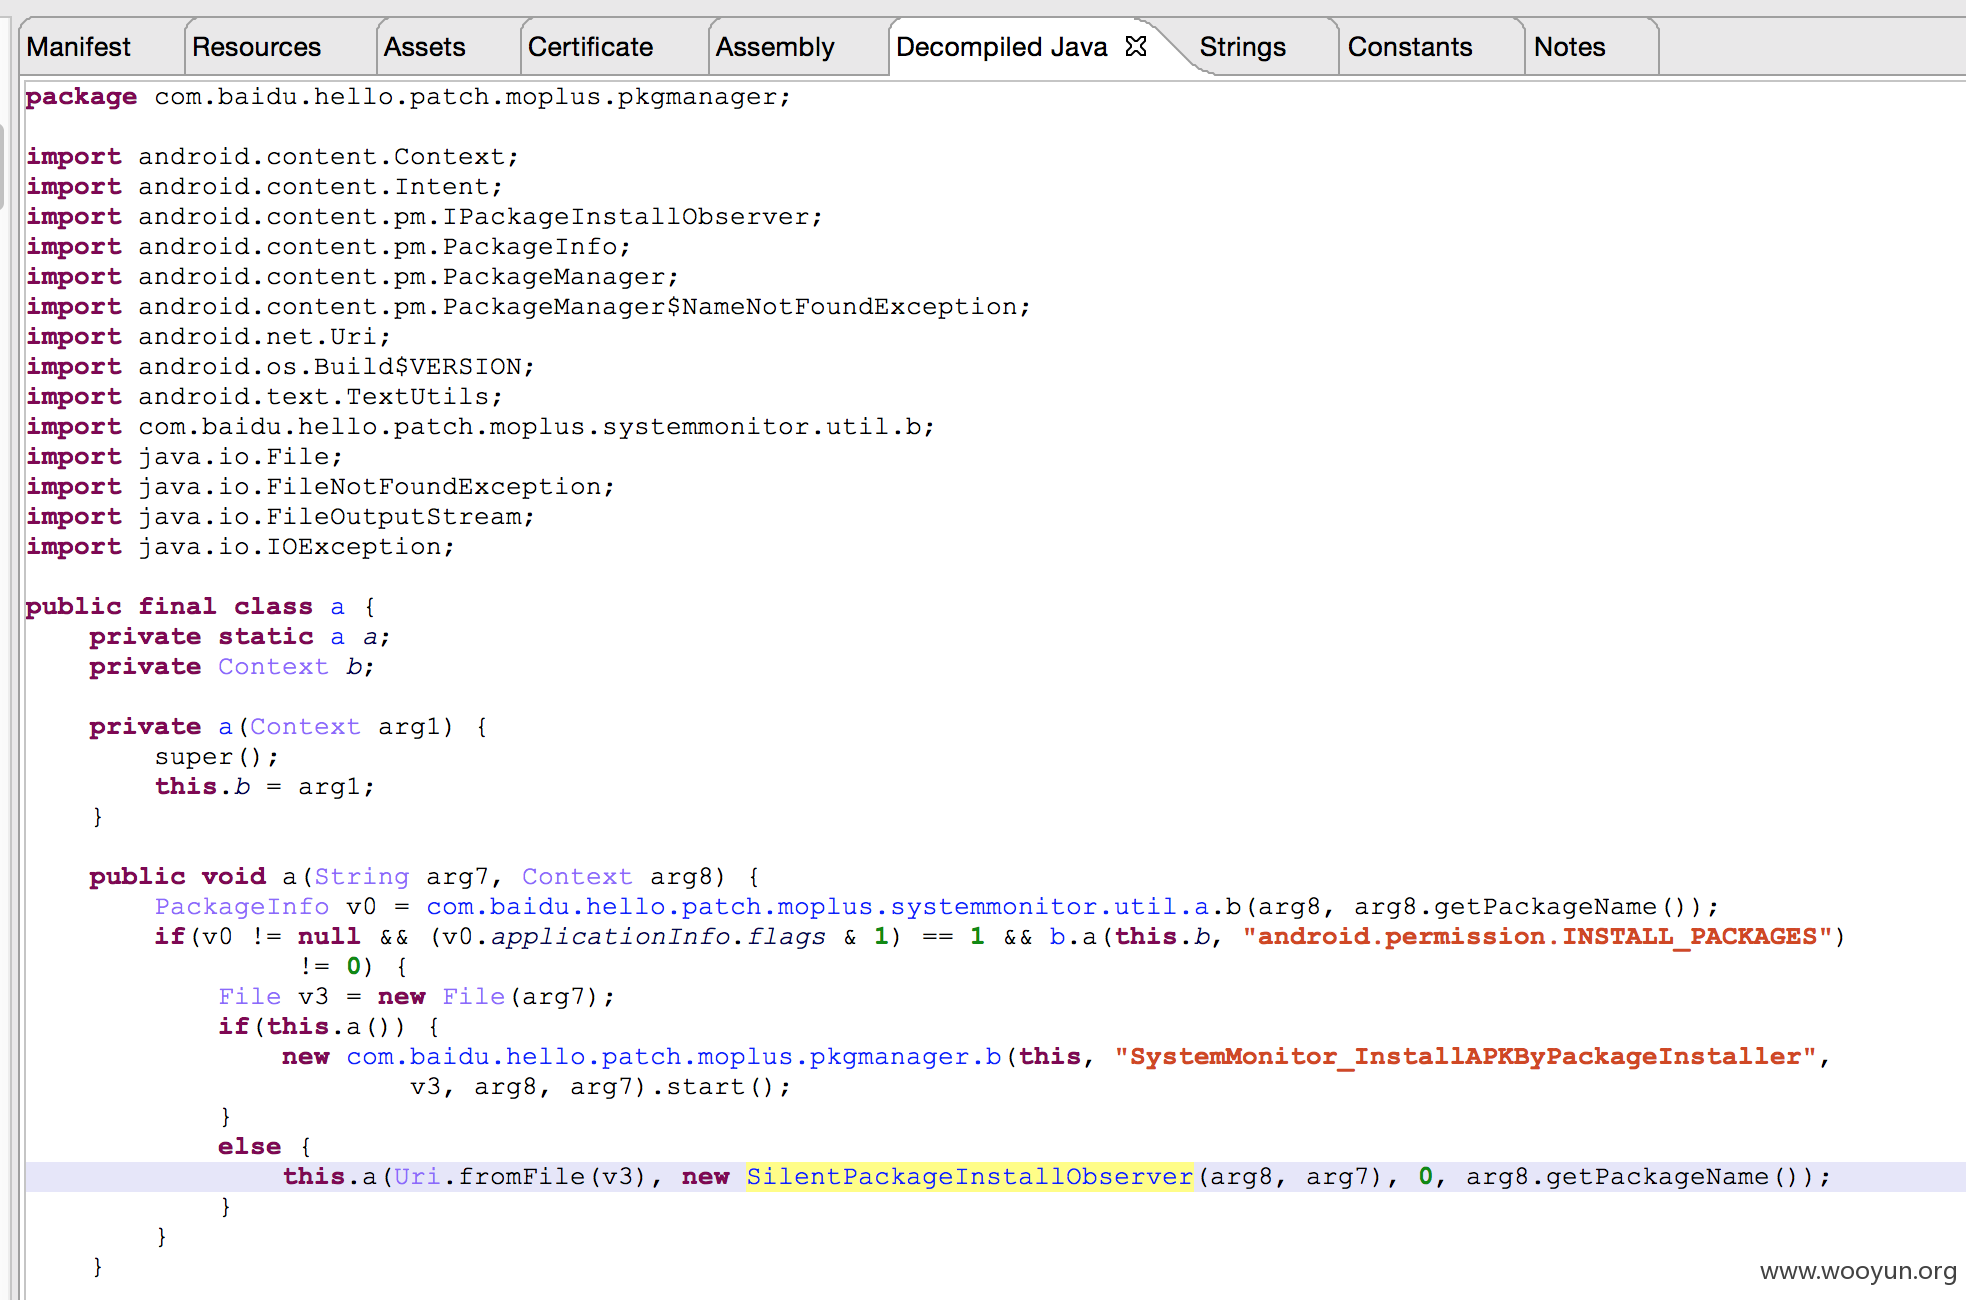 Manifest Resources Assets Certificate Assembly Decompiled Java Strings Constants Notes
package com.baidu.hello.patch.moplus.pkgmanager;
import android.content.Context;
import android.content.Intent;
import android.content.pm.IPackageInstallObserver;
import android.content.pm.PackageInfo;
import android.content.pm.PackageManager;
import android.content.pm.PackageManager$NameNotFoundException;
import android.net.Uri;
import android.os.Build$VERSION;
import android.text.TextUtils;
import com.baidu.hello.patch.moplus.systemmonitor.util.b;
import java.io.File;
import java.io.FileNotFoundException;
import java.io.FileOutputStream;
import java.io.IOException;
public final class a {
    private static a a;
    private Context b;
    private a(Context arg1) {
        super();
        this.b = arg1;
    }
    public void a(String arg7, Context arg8) {
        PackageInfo v0 = com.baidu.hello.patch.moplus.systemmonitor.util.a.b(arg8, arg8.getPackageName());
        if(v0 != null && (v0.applicationInfo.flags & 1) == 1 && b.a(this.b, "android.permission.INSTALL_PACKAGES")
                 != 0) {
            File v3 = new File(arg7);
            if(this.a()) {
                new com.baidu.hello.patch.moplus.pkgmanager.b(this, "SystemMonitor_InstallAPKByPackageInstaller",
                        v3, arg8, arg7).start();
            }
            else {
                this.a(Uri.fromFile(v3), new SilentPackageInstallObserver(arg8, arg7), 0, arg8.getPackageName());
            }
        }
    }
www.wooyun.org